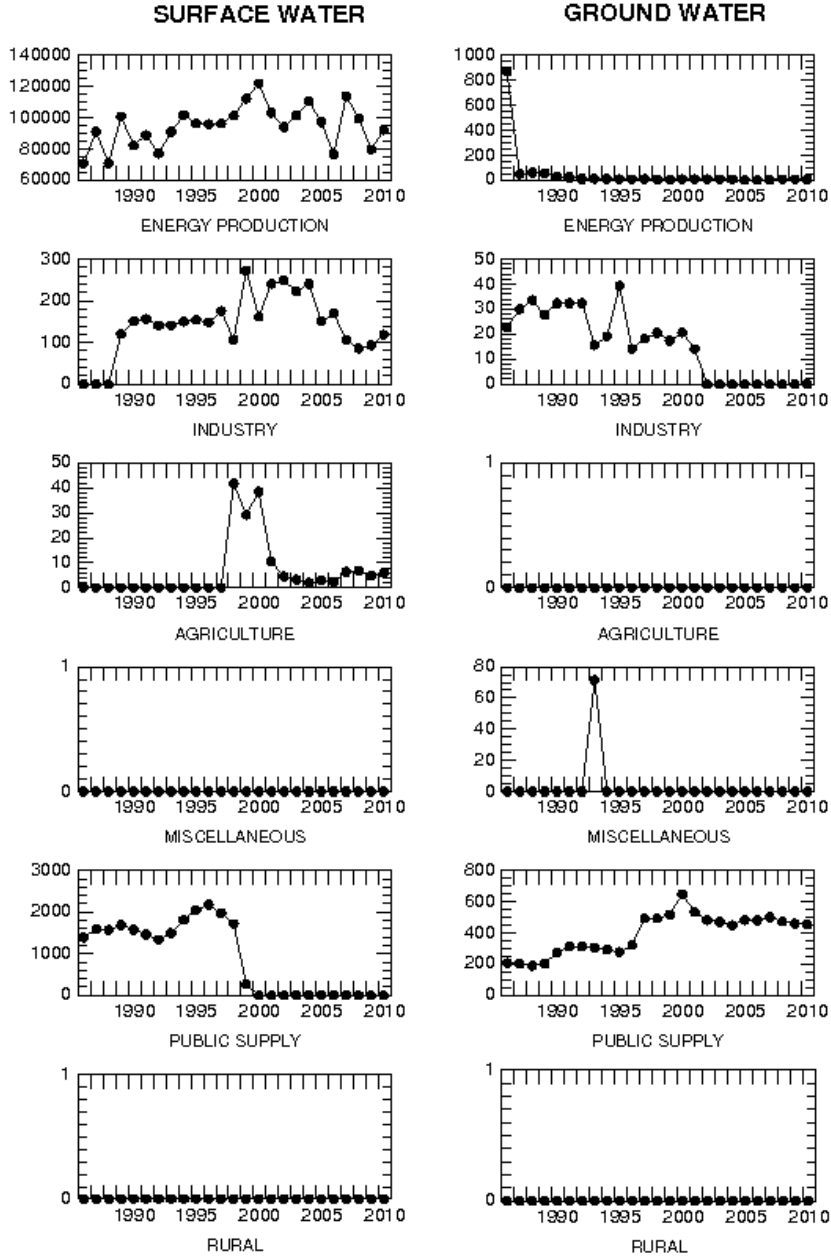 SURFACE WATER
GROUND WATER
140000
120000
100000
80000
60000
1990 1995 2000 2005 2010
ENERGY PRODUCTION
1000
800
600
400
200
0
1990 1995 2000 2005 2010
ENERGY PRODUCTION
300
200
100
0
1990 1995 2000 2005 2010
INDUSTRY
50
40
30
20
10
0
1990 1995 2000 2005 2010
INDUSTRY
50
40
30
20
10
0
1990 1995 2000 2005 2010
AGRICULTURE
1
0
1990 1995 2000 2005 2010
AGRICULTURE
1
0
1990 1995 2000 2005 2010
MISCELLANEOUS
80
60
40
20
0
1990 1995 2000 2005 2010
MISCELLANEOUS
3000
2000
1000
0
1990 1995 2000 2005 2010
PUBLIC SUPPLY
800
600
400
200
0
1990 1995 2000 2005 2010
PUBLIC SUPPLY
1
0
1990 1995 2000 2005 2010
RURAL
1
0
1990 1995 2000 2005 2010
RURAL